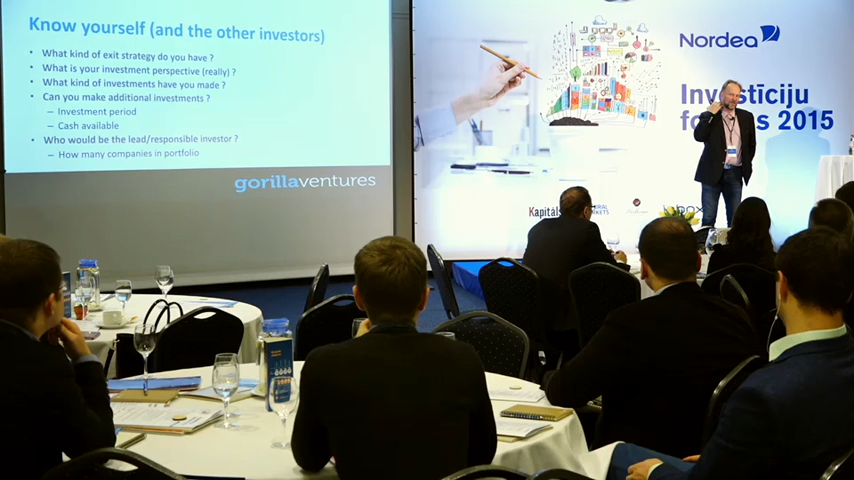 Know yourself (and the other investors)
• What kind of exit strategy do you have ?
• What is your investment perspective (really) ?
• What kind of investments have you made ?
• Can you make additional investments ?
– Investment period
– Cash available
• Who would be the lead/responsible investor ?
– How many companies in portfolio
gorillaventures
Nordea
Investīciju
2015
Kapitāls